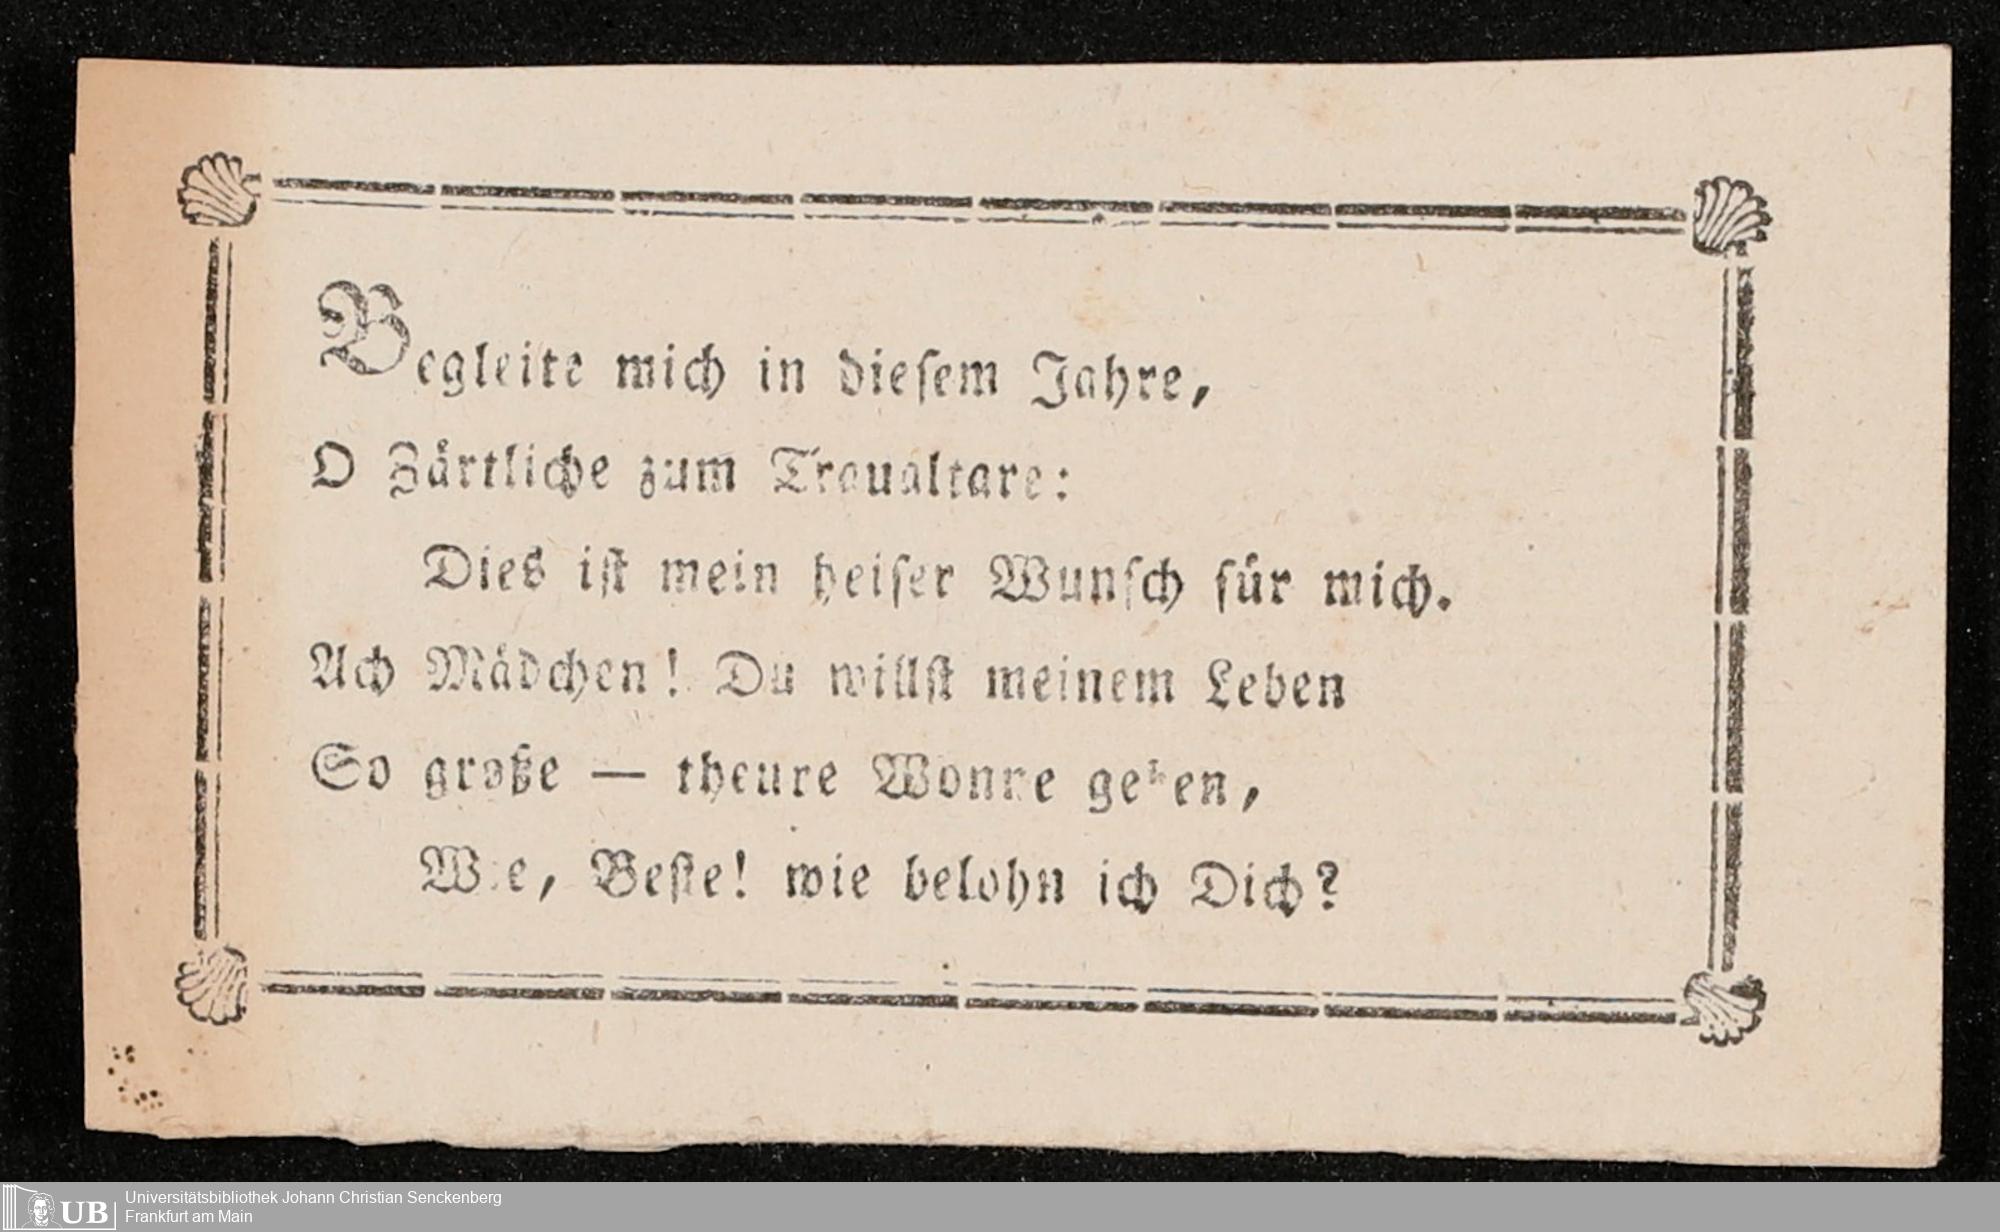 Begleite mich in dieſem Jahre,
O Zärtliche zum Traualtare:
Dies iſt mein heiſer Wunſch für mich.
Ach Mädchen! Du willſt meinem Leben
So große — theure Wonne geben,
Wie, Beſte! wie belohn ich Dich?
UB
Universitätsbibliothek Johann Christian Senckenberg
Frankfurt am Main